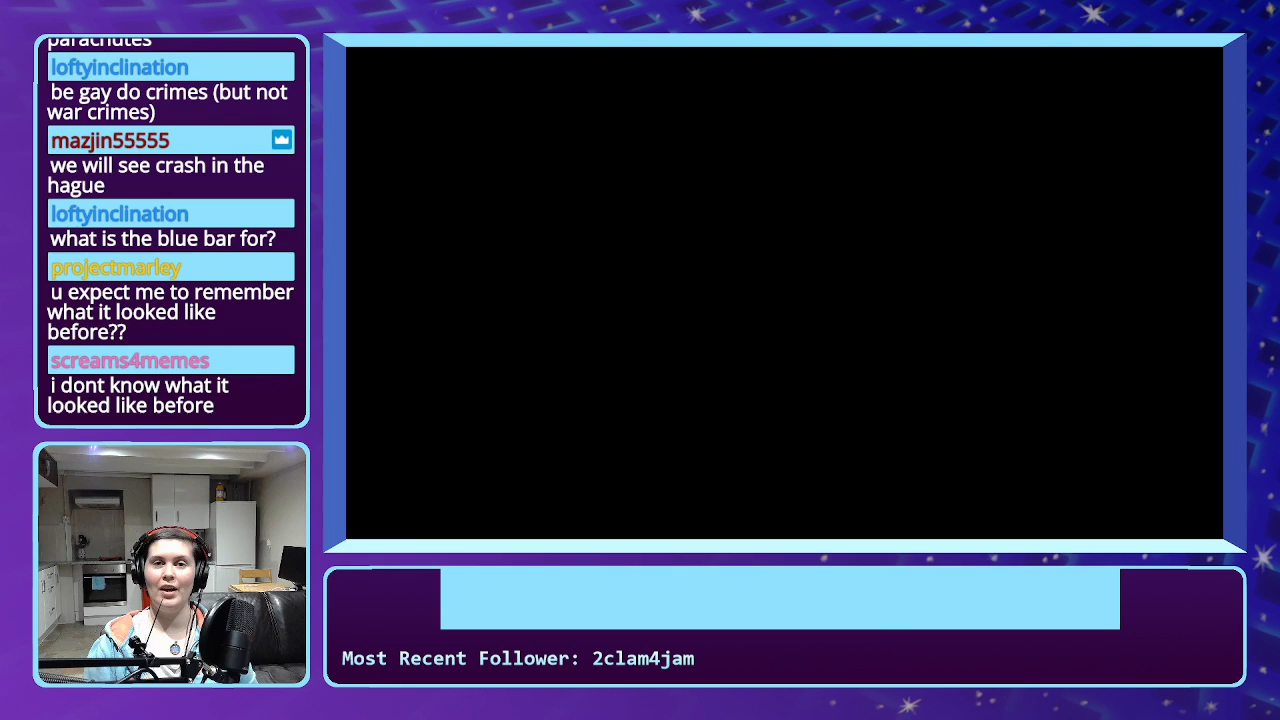 parachutes
loftyinclination
be gay do crimes (but not
war crimes)
mazjin55555
we will see crash in the
hague
loftyinclination
what is the blue bar for?
projectmarley
u expect me to remember
what it looked like
before??
screams4memes
i dont know what it
looked like before
Most Recent Follower: 2clam4jam